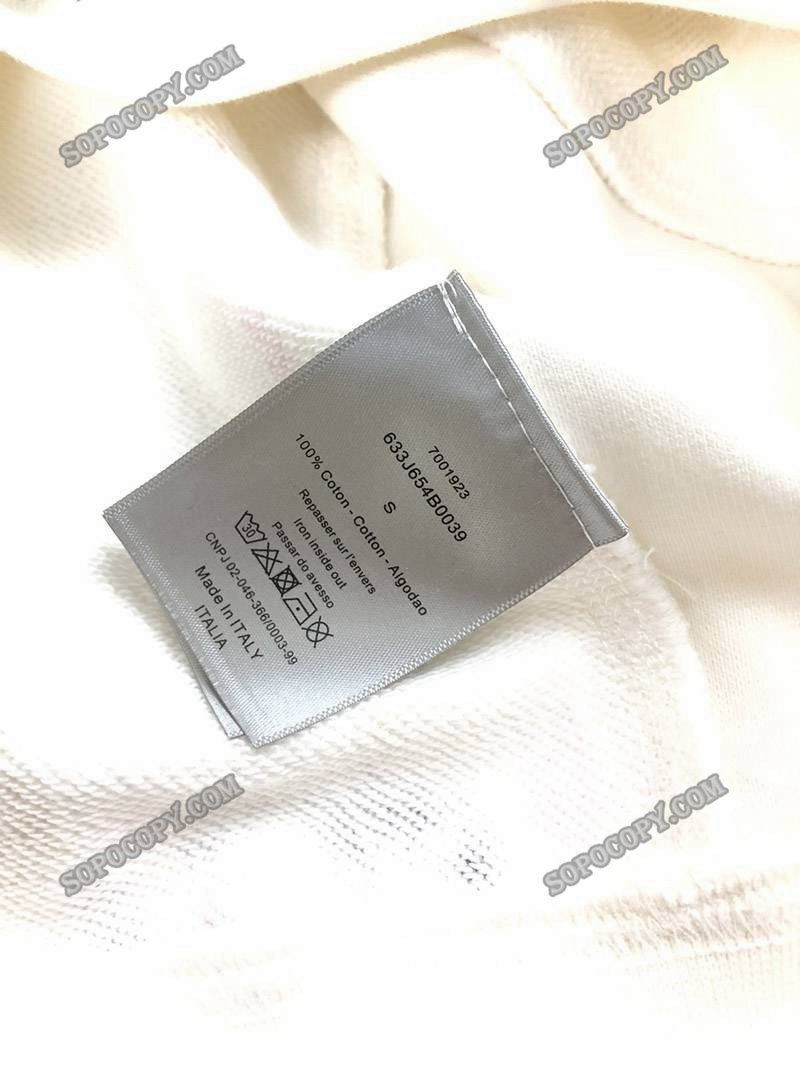 SOPOCOPY.COM
SOPOCOPY.COM
7001923
633J654B0039
S
100% Coton - Cotton - Algodao
Repasser sur l'envers
Iron inside out
Passar do avesso
30
CNPJ 02-046-366/0003-99
Made In ITALY
ITALIA
SOPOCOPY.COM
SOPOCOPY.COM